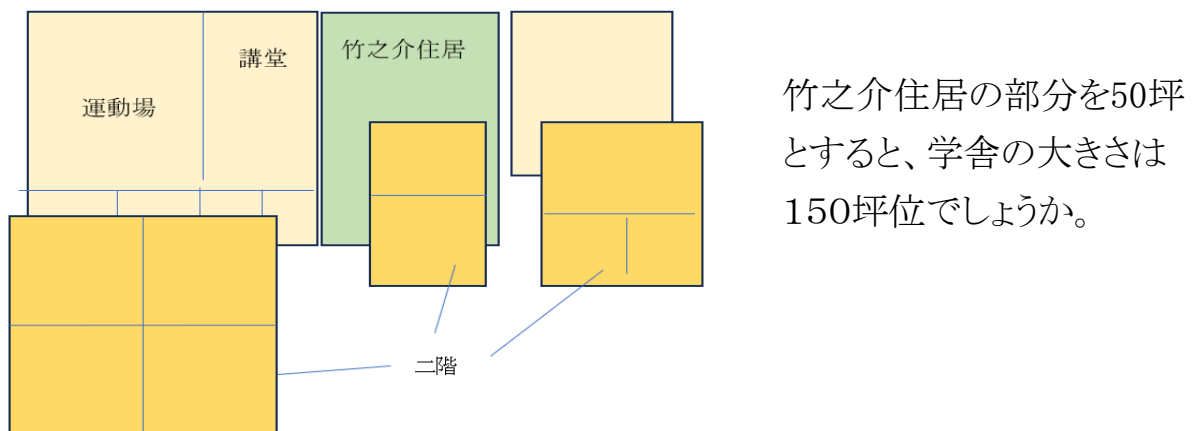 講堂
竹之介住居
運動場
竹之介住居の部分を50坪
とすると、学舎の大きさは
１５０坪位でしょうか。
二階